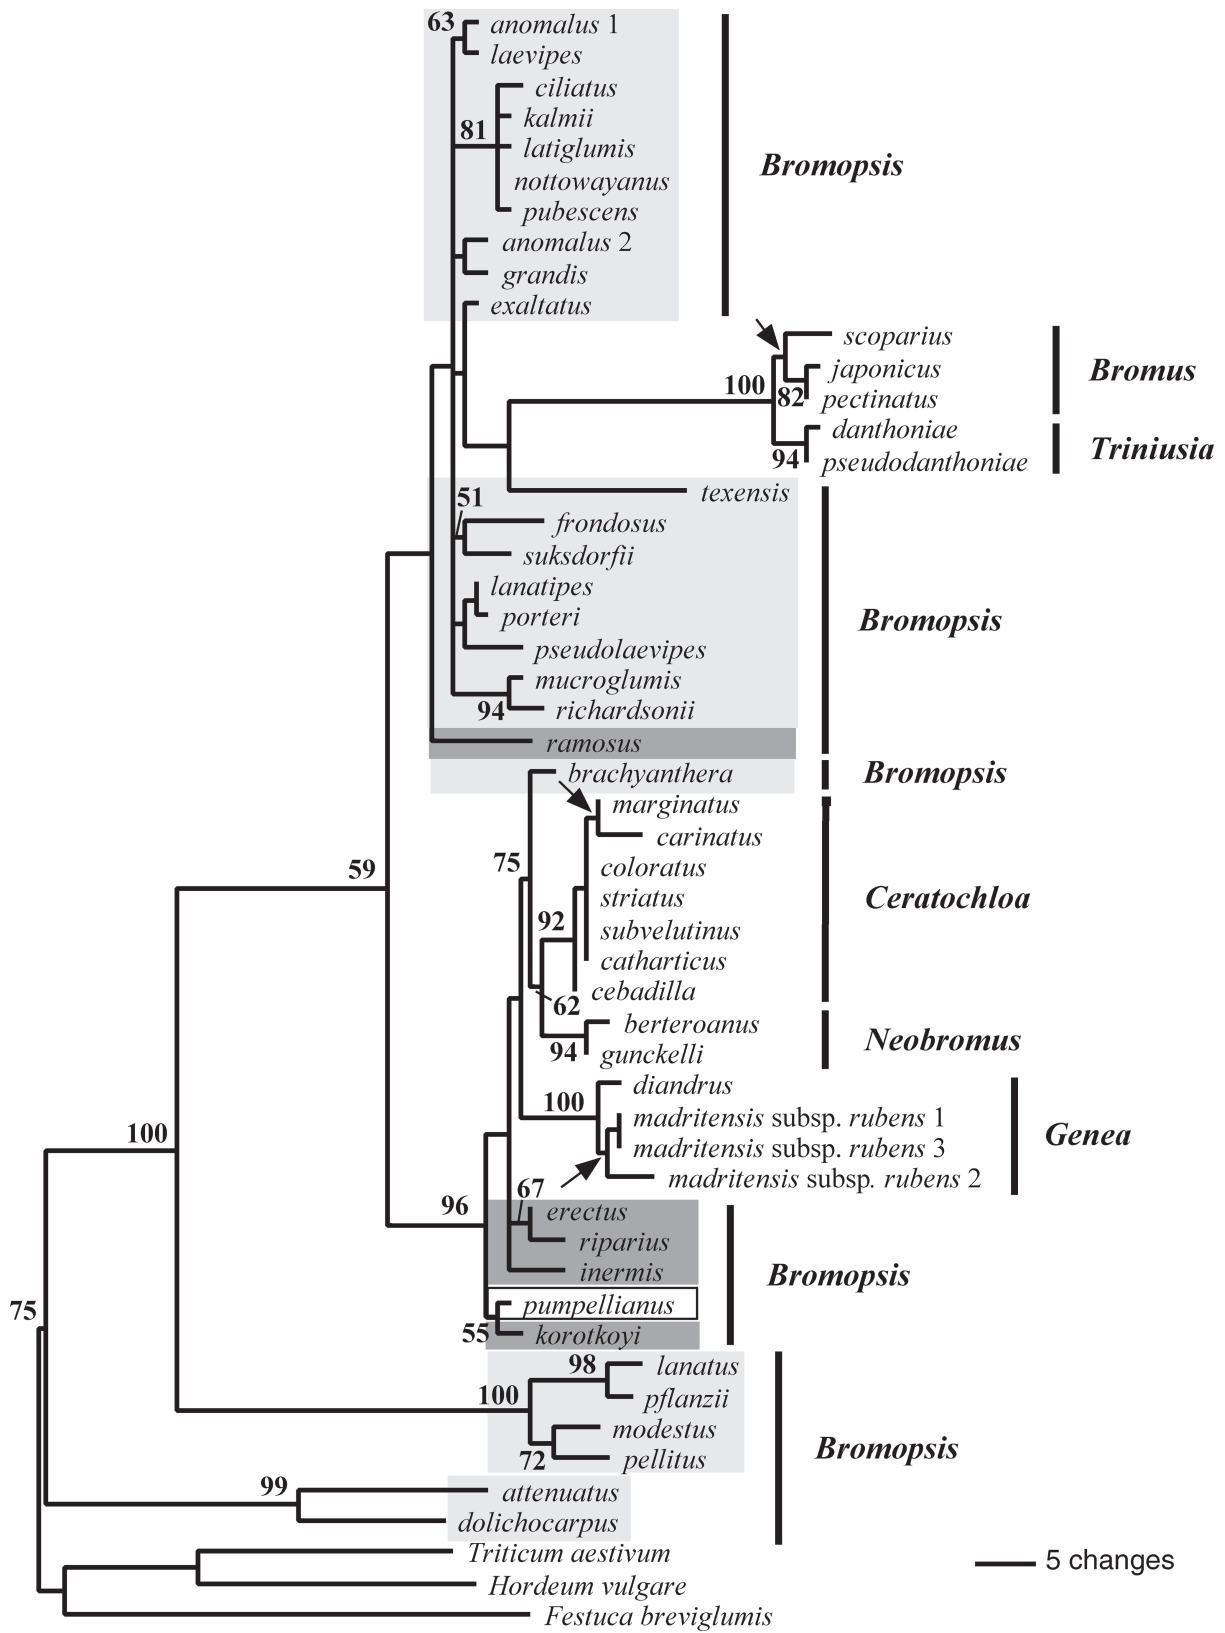 63
anomalus 1
laevipes
ciliatus
kalmii
81
latiglumis
nottowayanus
pubescens
Bromopsis
anomalus 2
grandis
exaltatus
scoparius
japonicus
100
82
pectinatus
Bromus
danthoniae
94
pseudodanthoniae
Triniusia
texensis
51
frondosus
suksdorfii
lanatipes
porteri
Bromopsis
pseudolaevipes
mucroglumis
94
richardsonii
ramosus
brachyanthera
Bromopsis
marginatus
carinatus
75
59
coloratus
striatus
Ceratochloa
92
subvelutinus
catharticus
cebadilla
62
berteroanus
94
gunckelli
Neobromus
diandrus
100
madritensis subsp. rubens 1
madritensis subsp. rubens 3
madritensis subsp. rubens 2
Genea
100
67
96
erectus
riparius
inermis
Bromopsis
pumpellianus
75
55
korotkoyi
98
lanatus
100
pflanzii
modestus
72
pellitus
Bromopsis
99
attenuatus
dolichocarpus
Triticum aestivum
Hordeum vulgare
Festuca breviglumis
5 changes